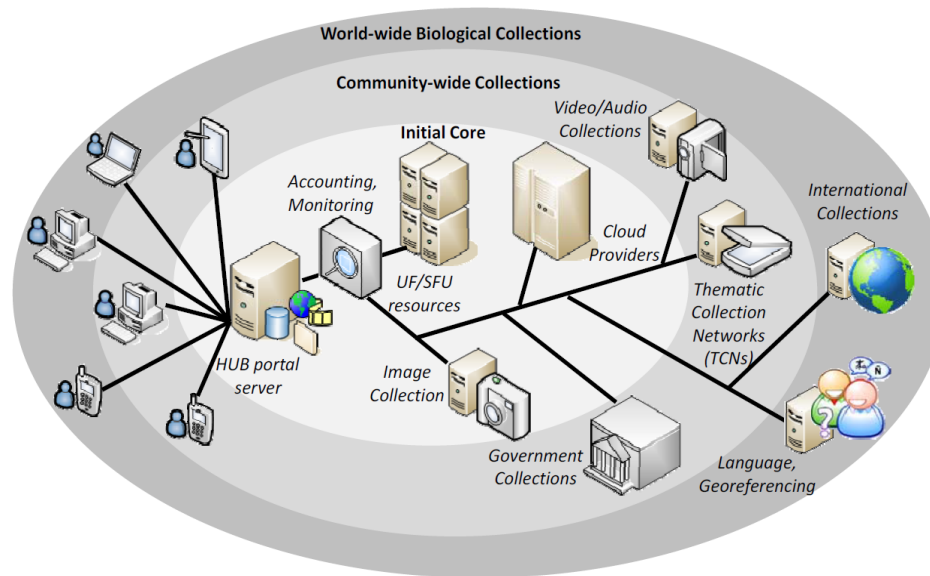 World-wide Biological Collections
Community-wide Collections
Initial Core
Video/Audio
Collections
Accounting,
Monitoring
International
Collections
Cloud
Providers
UF/SFU
resources
Thematic
Collection
Networks
(TCNs)
HUB portal
server
Image
Collection
Government
Collections
Language,
Georeferencing
?
Ñ